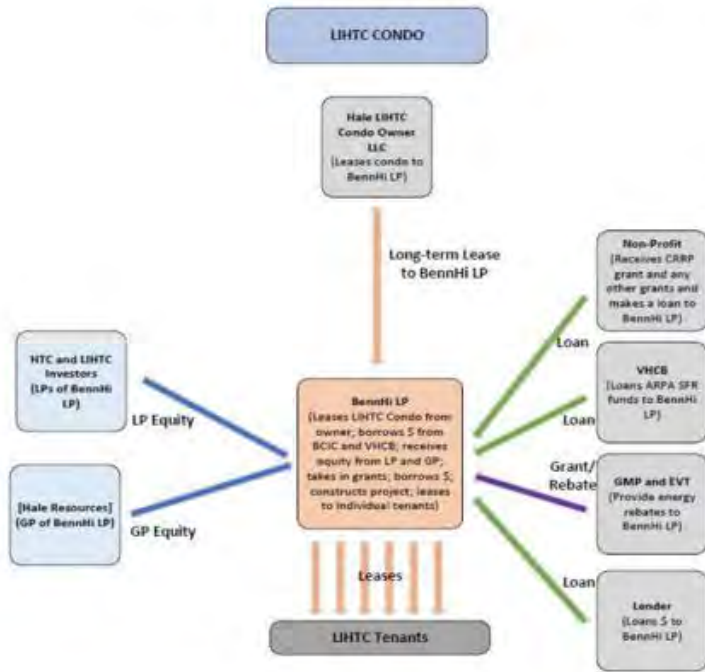 LIHTC CONDO
Hale LIHTC
Condo Owner
LLC
(Leases condo to
BennHi LP)
Long-term Lease
to BennHi LP
Non-Profit
(Receives CRRP
grant and any
other grants and
makes a loan to
BennHi LP)
Loan
HTC and LIHTC
Investors
(LPs of BennHi
LP)
LP Equity
VHCB
(Loans ARPA SFR
funds to BennHi
LP)
Loan
BennHi LP
(Leases LIHTC Condo from
owner; borrows $ from
BCIC and VHCB; receives
equity from LP and GP;
takes in grants; borrows $;
constructs project; leases
to individual tenants)
Grant/
Rebate
GMP and EVT
(Provide energy
rebates to
BennHi LP)
[Hale Resources]
(GP of BennHi LP)
GP Equity
Leases
Loan
Lender
(Loans $ to
BennHi LP)
LIHTC Tenants